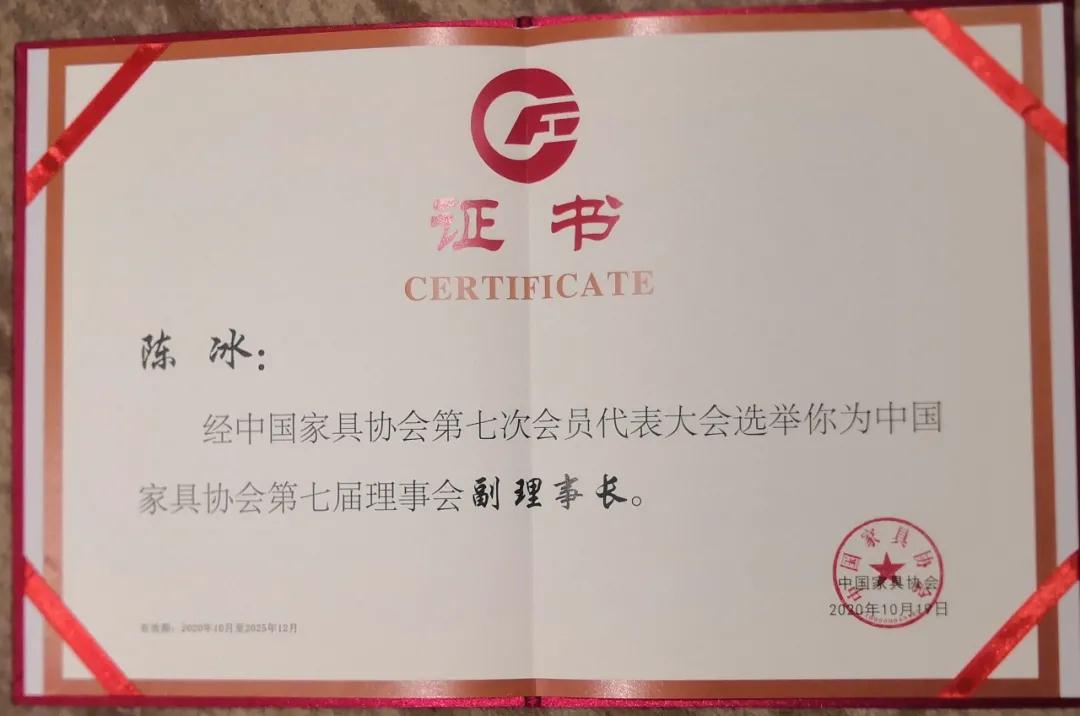 证书
CERTIFICATE
陈 冰：
经中国家具协会第七次会员代表大会选举你为中国
家具协会第七届理事会副理事长。
中国家具协会
中国家具协会
2020年10月19日
有效期：2020年10月至2025年12月